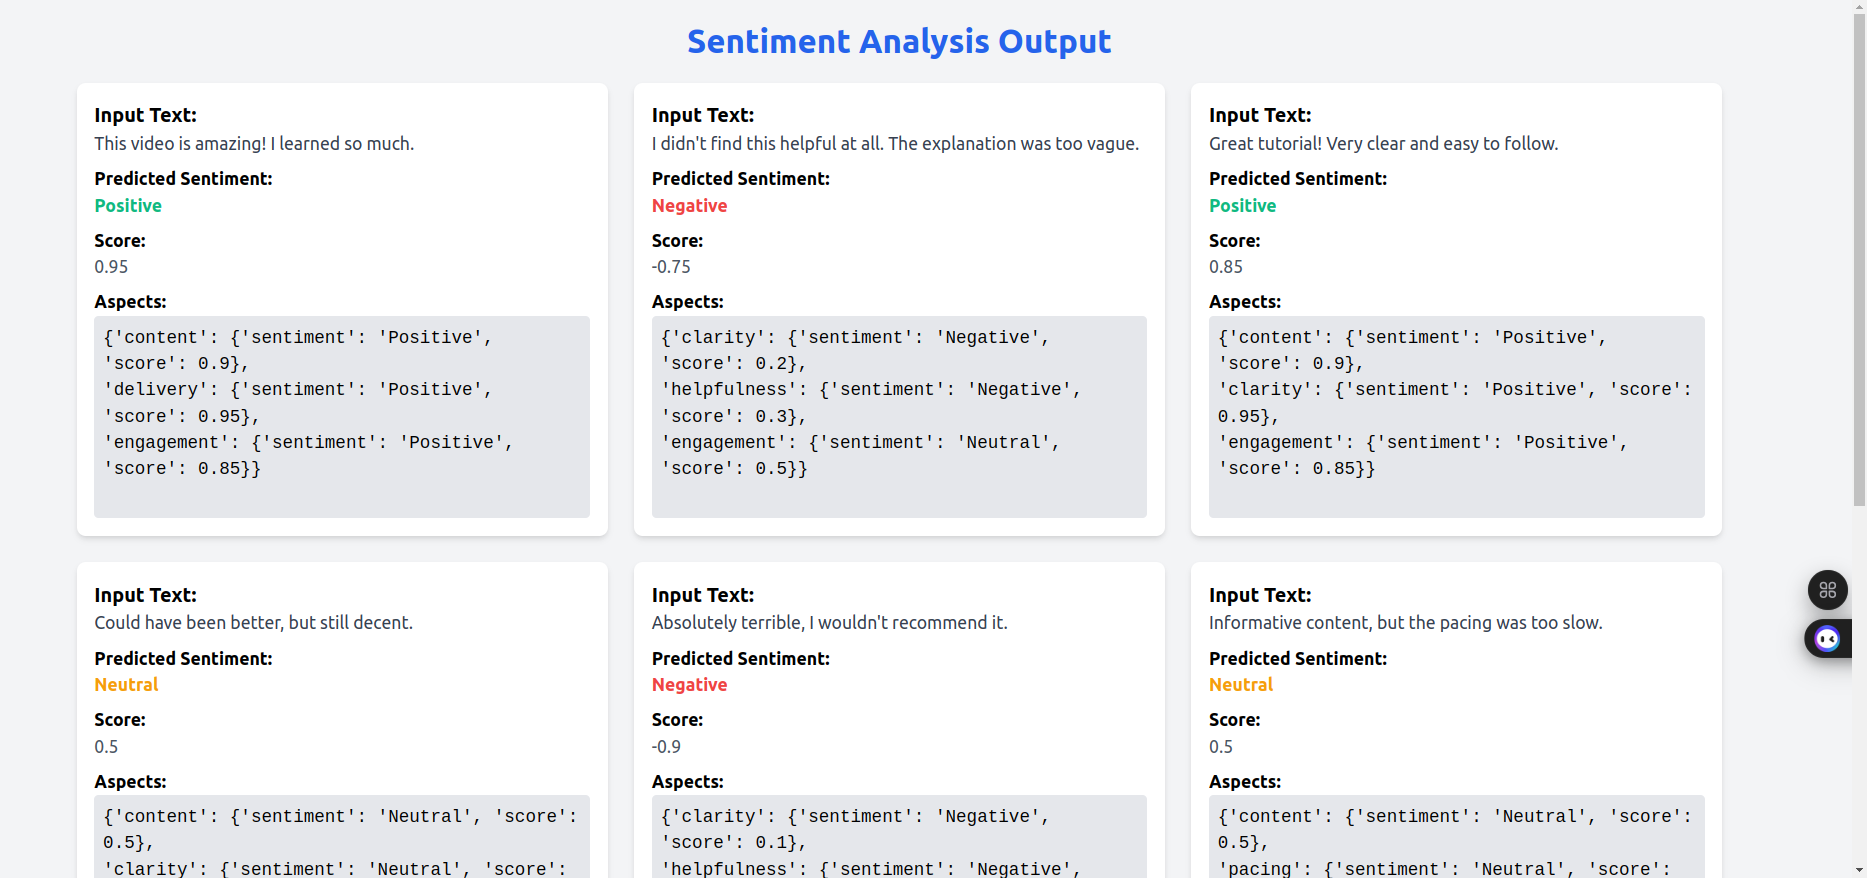 Sentiment Analysis Output
Input Text:
This video is amazing! I learned so much.
Predicted Sentiment:
Positive
Score:
0.95
Aspects:
{'content': {'sentiment': 'Positive',
'score': 0.9},
'delivery': {'sentiment': 'Positive',
'score': 0.95},
'engagement': {'sentiment': 'Positive',
'score': 0.85}}
Input Text:
I didn't find this helpful at all. The explanation was too vague.
Predicted Sentiment:
Negative
Score:
-0.75
Aspects:
{'clarity': {'sentiment': 'Negative',
'score': 0.2},
'helpfulness': {'sentiment': 'Negative',
'score': 0.3},
'engagement': {'sentiment': 'Neutral',
'score': 0.5}}
Input Text:
Great tutorial! Very clear and easy to follow.
Predicted Sentiment:
Positive
Score:
0.85
Aspects:
{'content': {'sentiment': 'Positive',
'score': 0.9},
'clarity': {'sentiment': 'Positive', 'score':
0.95},
'engagement': {'sentiment': 'Positive',
'score': 0.85}}
Input Text:
Could have been better, but still decent.
Predicted Sentiment:
Neutral
Score:
0.5
Aspects:
{'content': {'sentiment': 'Neutral', 'score':
0.5},
'clarity': {'sentiment': 'Neutral', 'score':
Input Text:
Absolutely terrible, I wouldn't recommend it.
Predicted Sentiment:
Negative
Score:
-0.9
Aspects:
{'clarity': {'sentiment': 'Negative',
'score': 0.1},
'helpfulness': {'sentiment': 'Negative',
Input Text:
Informative content, but the pacing was too slow.
Predicted Sentiment:
Neutral
Score:
0.5
Aspects:
{'content': {'sentiment': 'Neutral', 'score':
0.5},
'pacing': {'sentiment': 'Neutral', 'score':